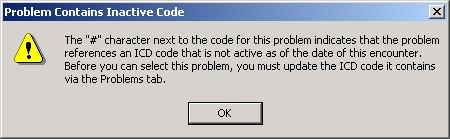 Problem Contains Inactive Code
The "#" character next to the code for this problem indicates that the problem
references an ICD code that is not active as of the date of this encounter.
Before you can select this problem, you must update the ICD code it contains
via the Problems tab.
OK